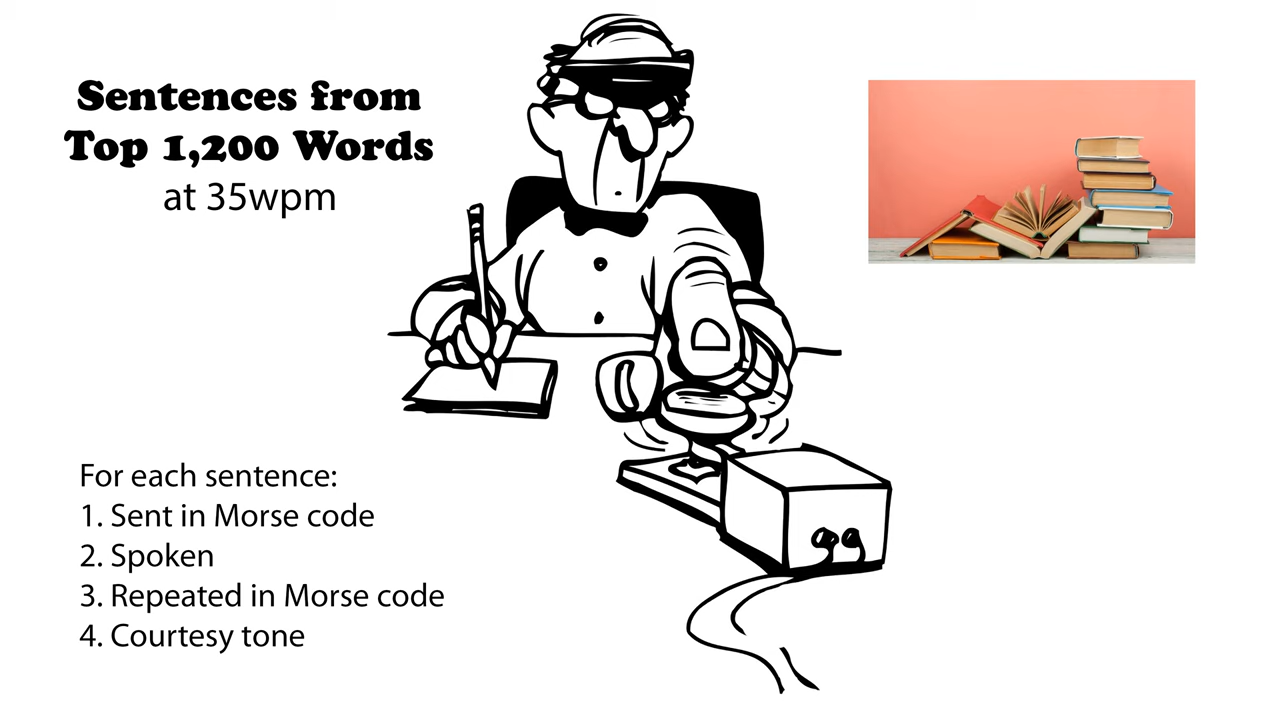 Sentences from
Top 1,200 Words
at 35wpm
For each sentence:
1. Sent in Morse code
2. Spoken
3. Repeated in Morse code
4. Courtesy tone